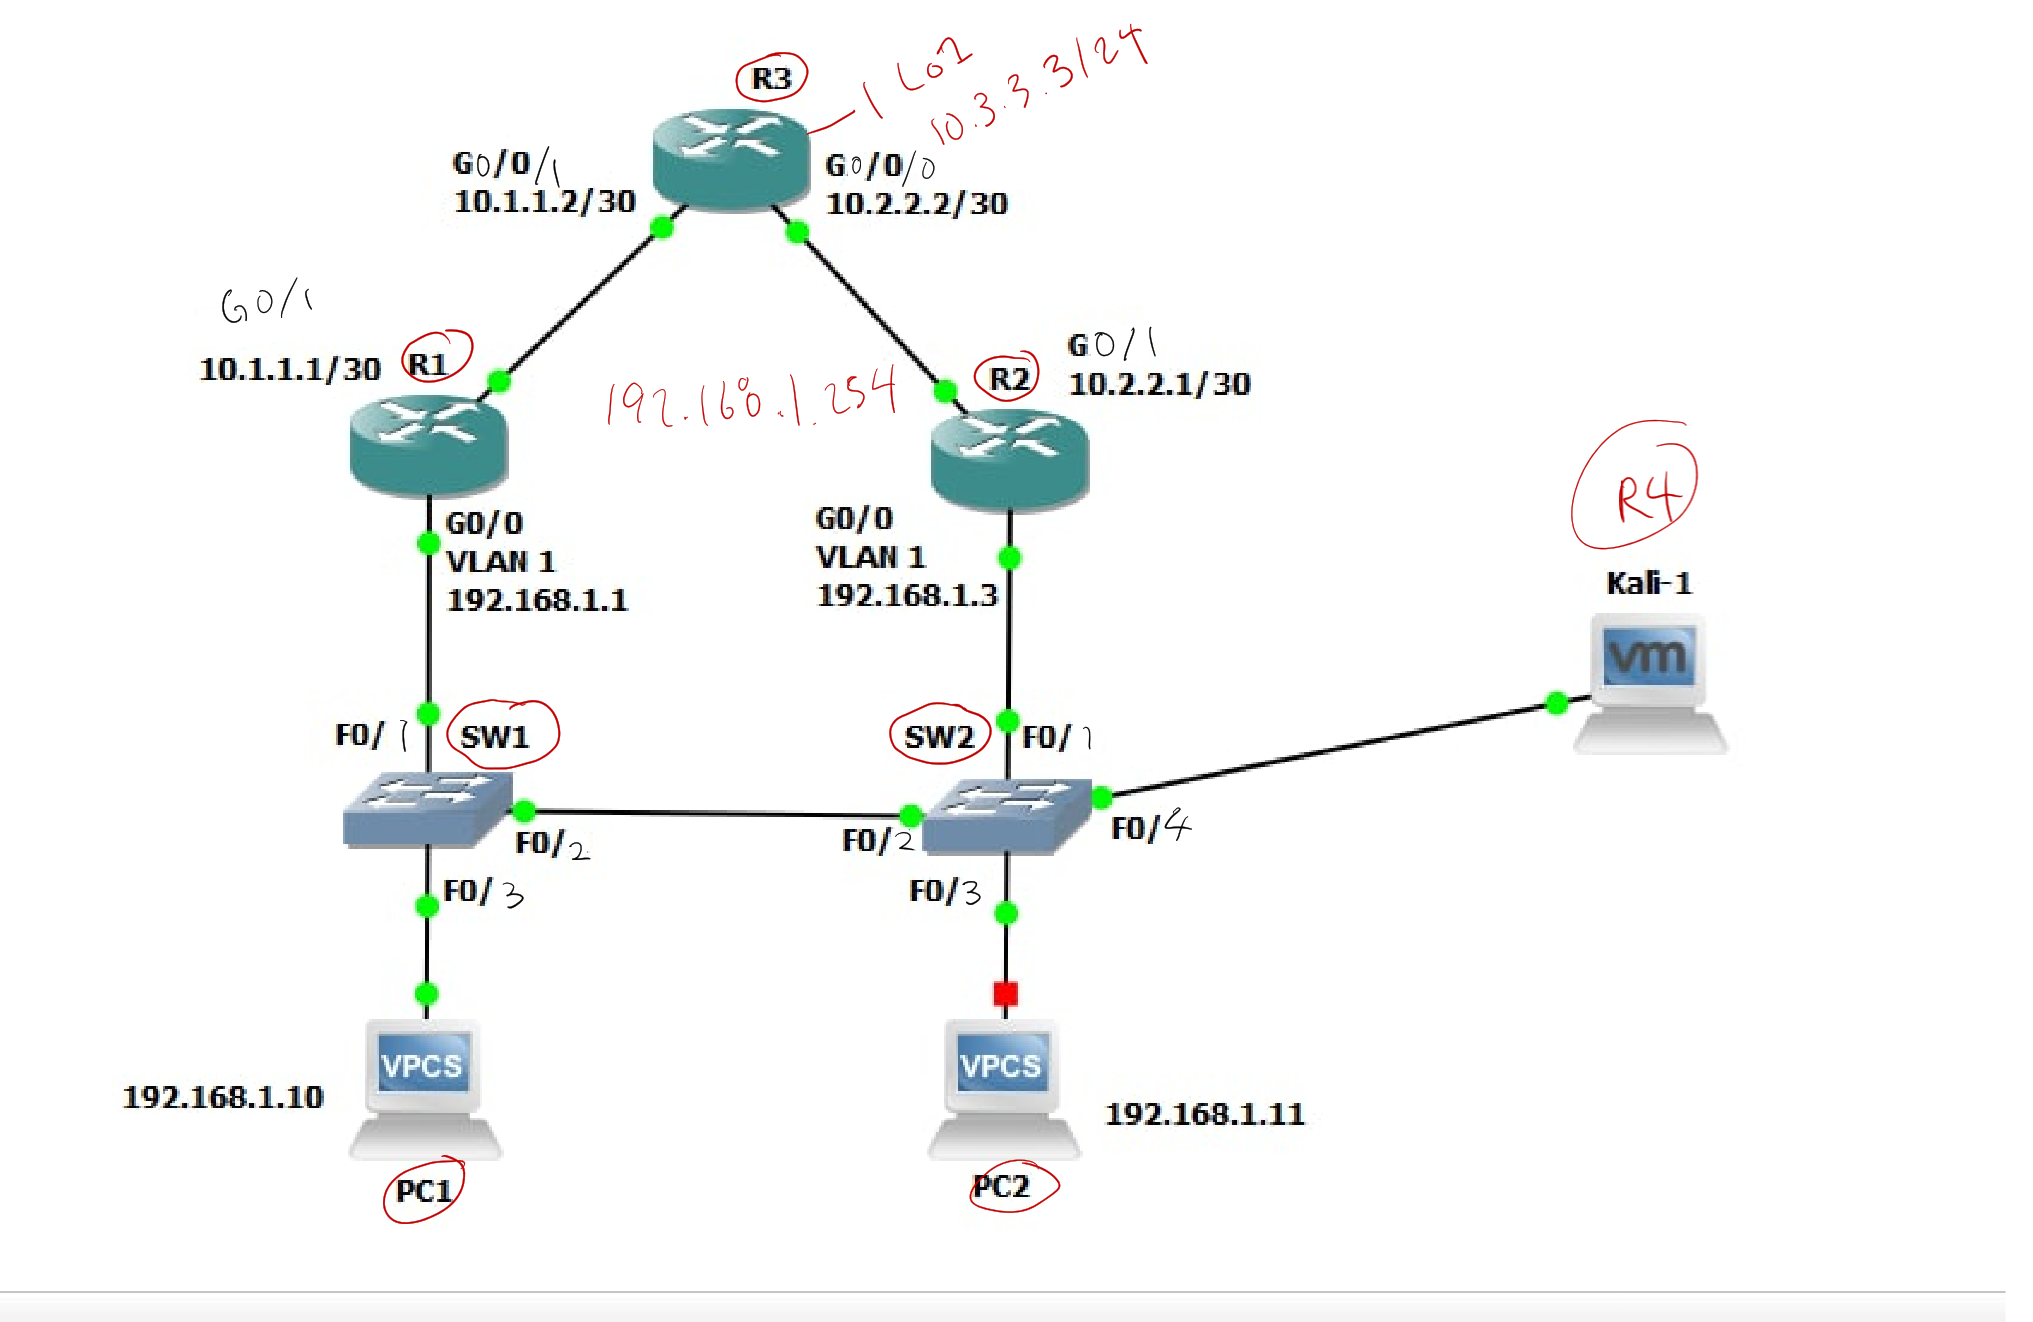 R3
1 Lo1
10.3.3.3/24
G0/0/1
10.1.1.2/30
G0/0/0
10.2.2.2/30
G0/1
10.1.1.1/30
R1
192.168.1.254
R2
G0/1
10.2.2.1/30
R4
Kali-1
vm
G0/0
VLAN 1
192.168.1.1
G0/0
VLAN 1
192.168.1.3
F0/1
SW1
SW2
F0/1
F0/2
F0/2
F0/4
F0/3
F0/3
VPCS
VPCS
192.168.1.10
192.168.1.11
PC1
PC2